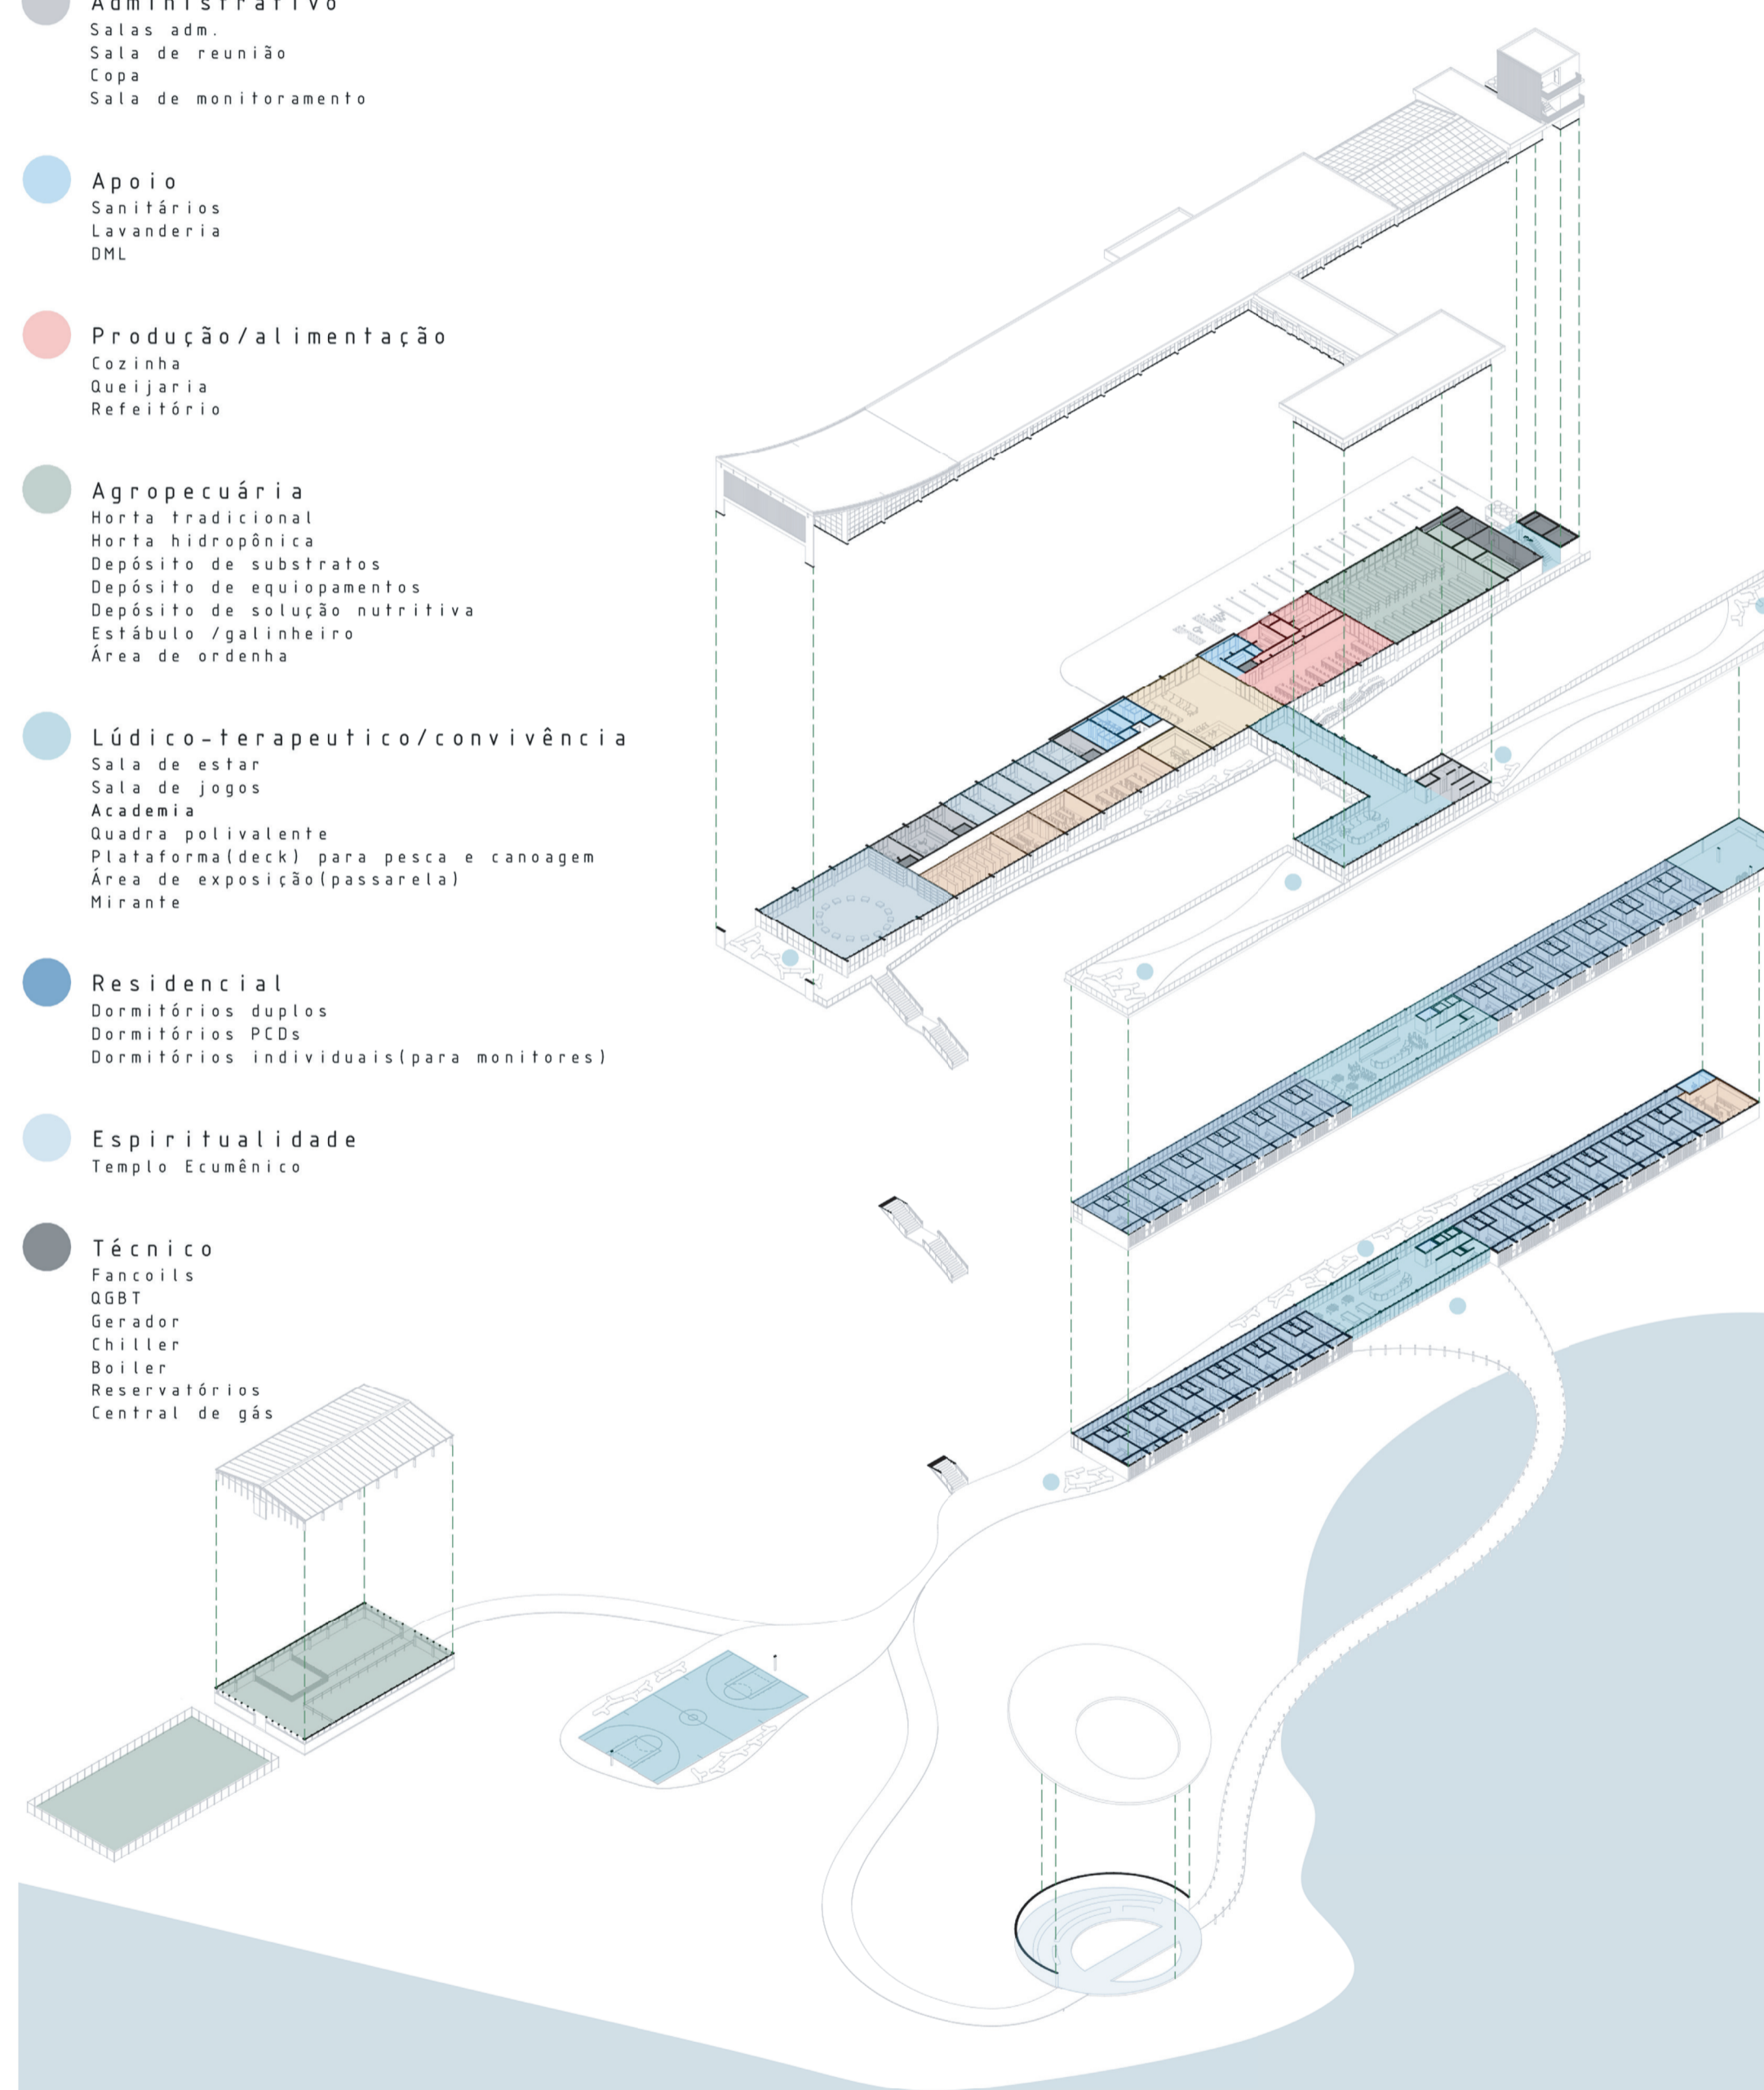 Administrativo
Salas adm.
Sala de reunião
Copa
Sala de monitoramento
Apoio
Sanitários
Lavanderia
DML
Produção/alimentação
Cozinha
Queijaria
Refeitório
Agropecuária
Horta tradicional
Horta hidropônica
Depósito de substratos
Depósito de equiopamentos
Depósito de solução nutritiva
Estábulo /galinheiro
Área de ordenha
Lúdico-terapeutico/convivência
Sala de estar
Sala de jogos
Academia
Quadra polivalente
Plataforma(deck) para pesca e canoagem
Área de exposição(passarela)
Mirante
Residencial
Dormitórios duplos
Dormitórios PCDs
Dormitórios individuais(para monitores)
Espiritualidade
Templo Ecumênico
Técnico
Fancoils
QGBT
Gerador
Chiller
Boiler
Reservatórios
Central de gás